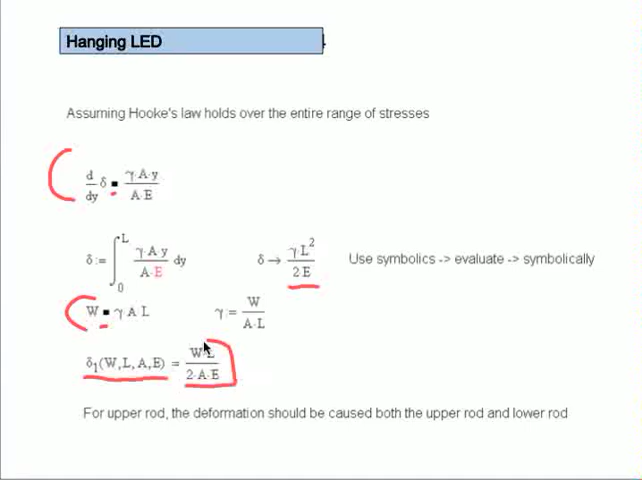 Hanging LED
Assuming Hooke's law holds over the entire range of stresses
d/dy δ = γ·A·y / A·E
δ := ∫₀ᴸ γ·A·y / A·E dy    δ → γ·L² / 2·E    Use symbolics -> evaluate -> symbolically
W = γ·A·L    γ := W / A·L
δ₁(W,L,A,E) = W·L / 2·A·E
For upper rod, the deformation should be caused both the upper rod and lower rod